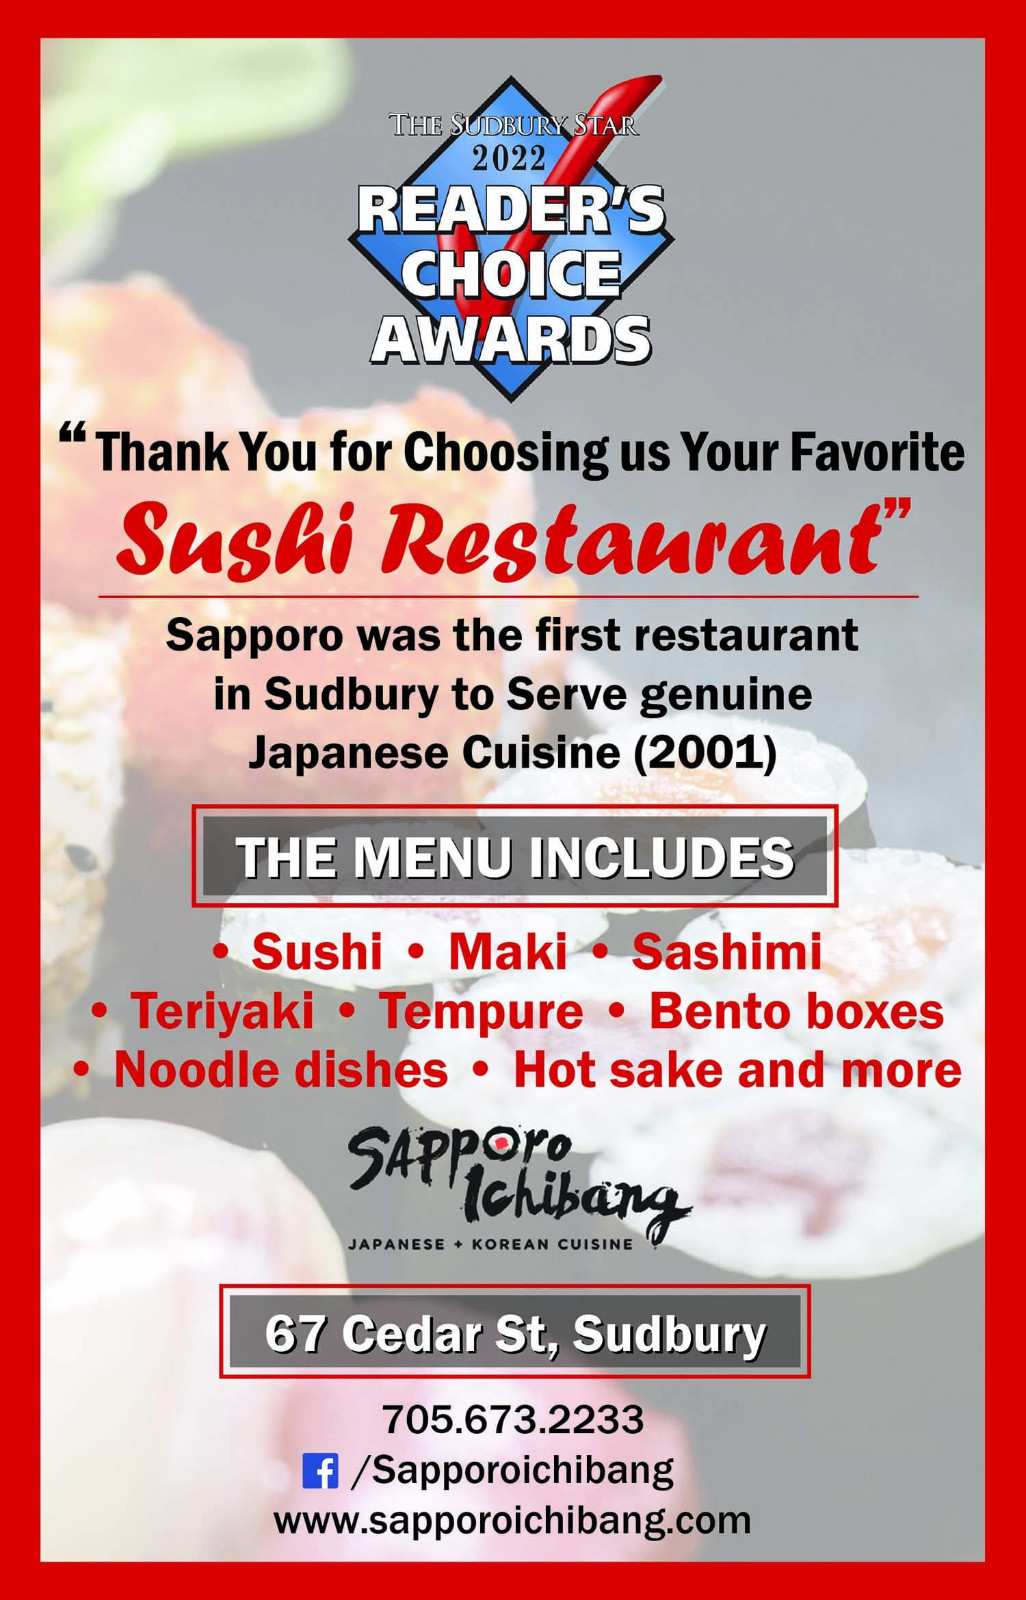 THE SUDBURY STAR
2022
READER'S
CHOICE
AWARDS
“Thank You for Choosing us Your Favorite
Sushi Restaurant”
Sapporo was the first restaurant
in Sudbury to Serve genuine
Japanese Cuisine (2001)
THE MENU INCLUDES
• Sushi • Maki • Sashimi
• Teriyaki • Tempure • Bento boxes
• Noodle dishes • Hot sake and more
SAPPOro
Ichibang
JAPANESE + KOREAN CUISINE
67 Cedar St, Sudbury
705.673.2233
f /Sapporoichibang
www.sapporoichibang.com